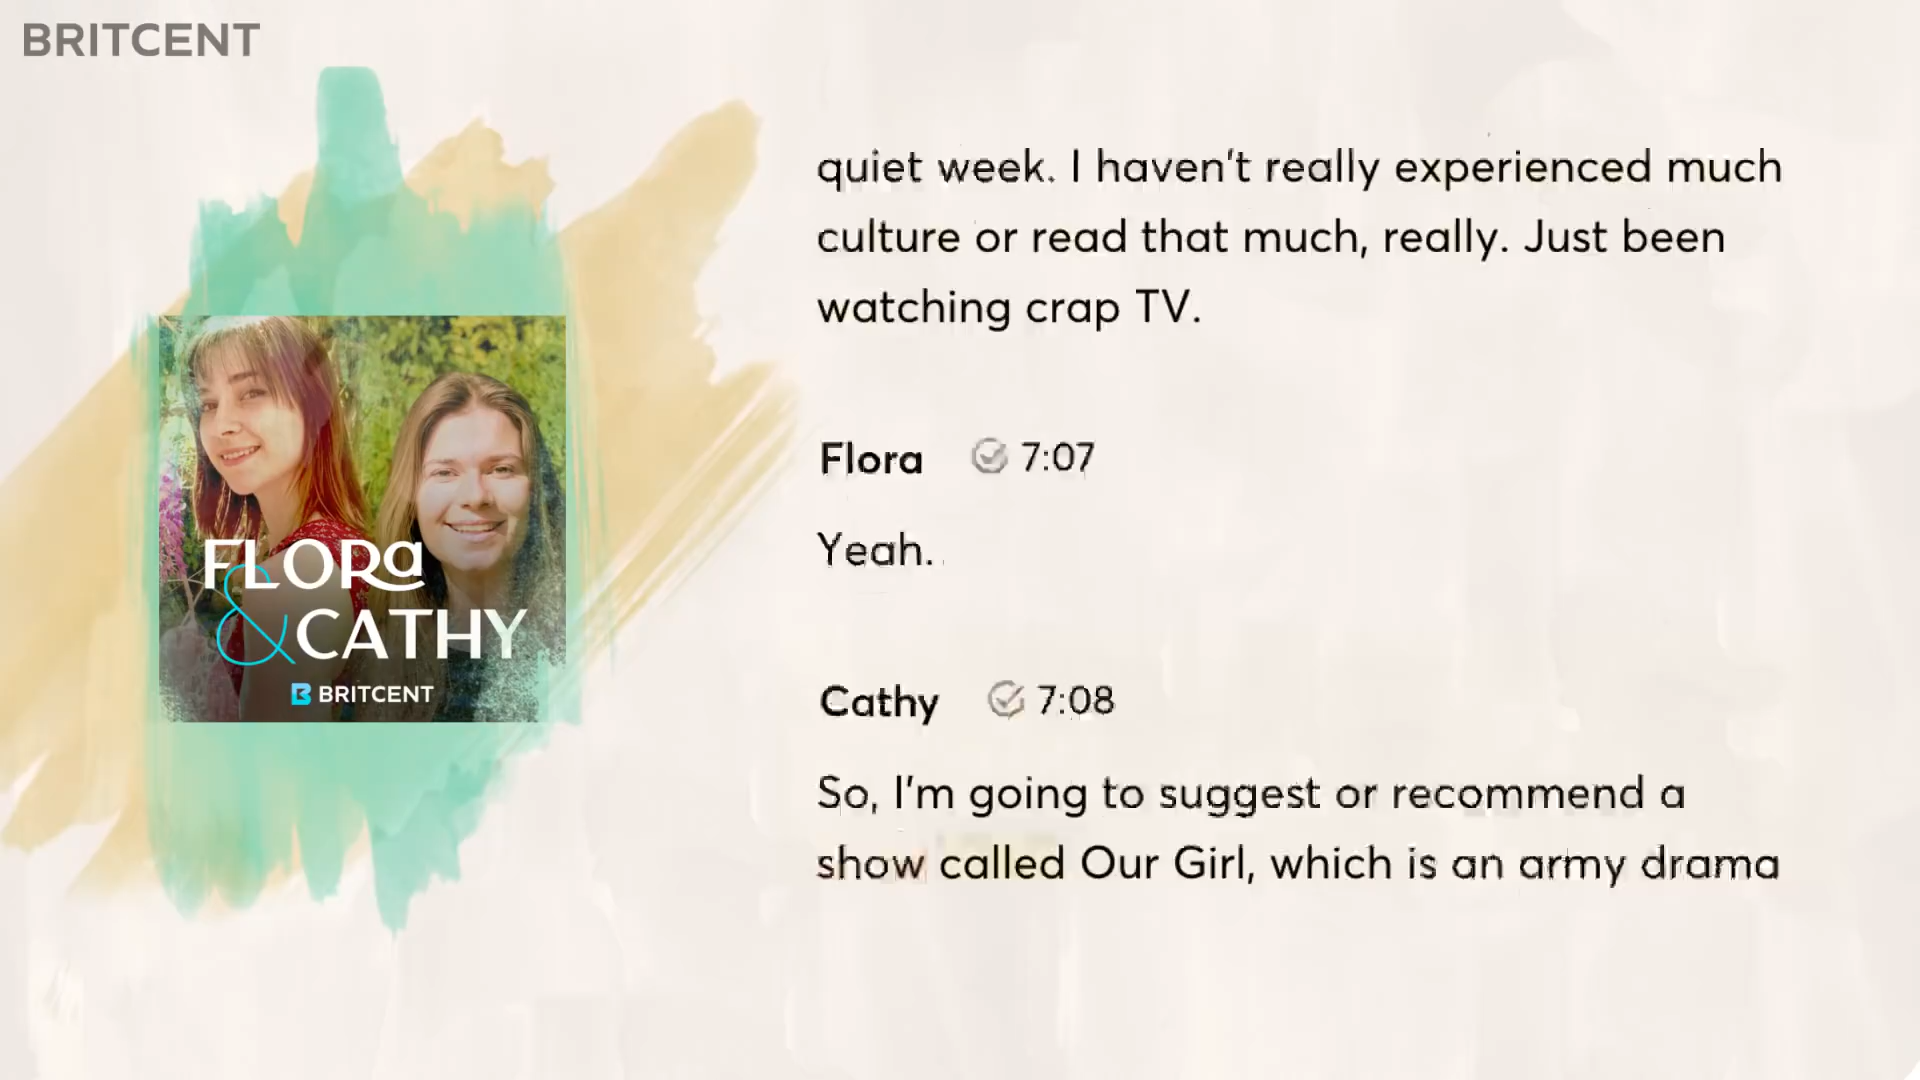 BRITCENT
FLORa
& CATHY
BRITCENT
quiet week. I haven't really experienced much
culture or read that much, really. Just been
watching crap TV.
Flora 7:07
Yeah.
Cathy 7:08
So, I'm going to suggest or recommend a
show called Our Girl, which is an army drama